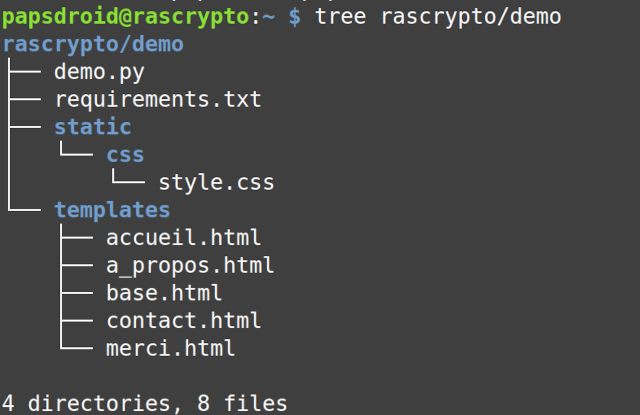 papsdroid@rascrypto:~ $ tree rascrypto/demo
rascrypto/demo
├── demo.py
├── requirements.txt
├── static
│   └── css
│       └── style.css
└── templates
    ├── accueil.html
    ├── a_propos.html
    ├── base.html
    ├── contact.html
    └── merci.html

4 directories, 8 files